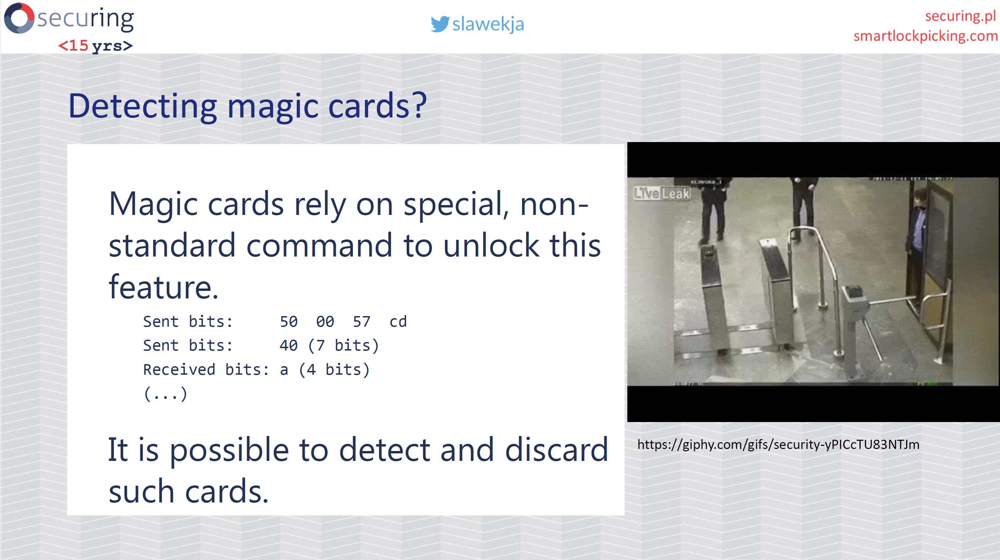 securing
<15 yrs>
slawekja
securing.pl
smartlockpicking.com
Detecting magic cards?
Magic cards rely on special, non-
standard command to unlock this
feature.
Sent bits: 50 00 57 cd
Sent bits: 40 (7 bits)
Received bits: a (4 bits)
(...)
It is possible to detect and discard
such cards.
LiveLeak
https://giphy.com/gifs/security-yPICcTU83NTJm